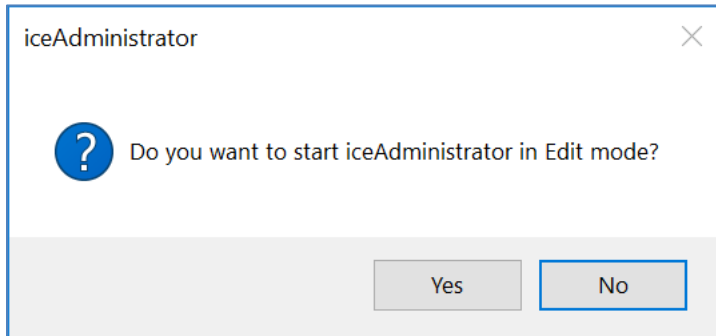 iceAdministrator
Do you want to start iceAdministrator in Edit mode?
Yes
No